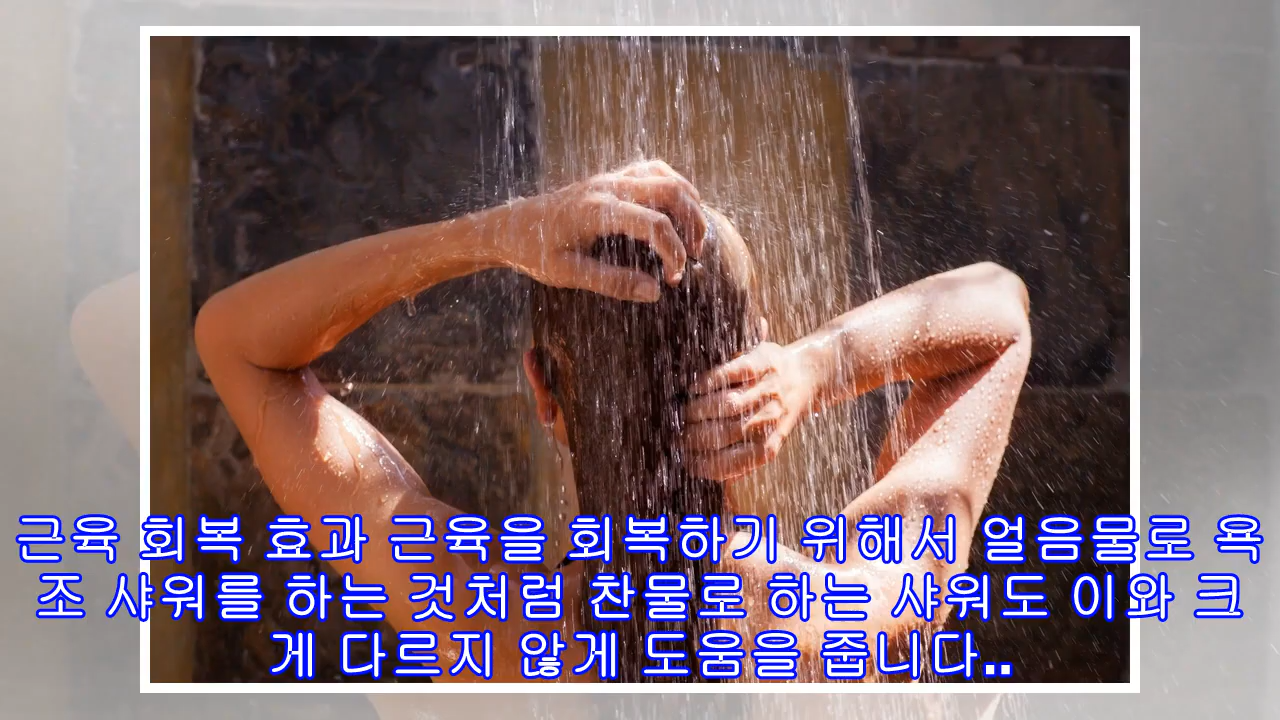 근육 회복 효과 근육을 회복하기 위해서 얼음물로 욕
조 샤워를 하는 것처럼 찬물로 하는 샤워도 이와 크
게 다르지 않게 도움을 줍니다..